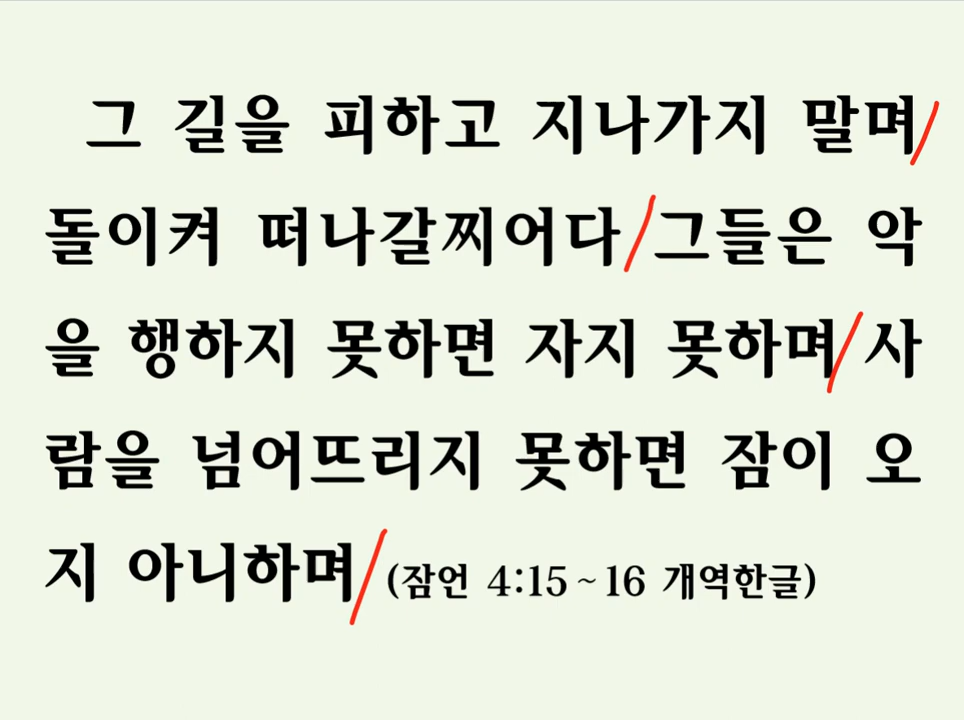 그 길을 피하고 지나가지 말며/
돌이켜 떠나갈찌어다/그들은 악
을 행하지 못하면 자지 못하며/사
람을 넘어뜨리지 못하면 잠이 오
지 아니하며/(잠언 4:15~16 개역한글)